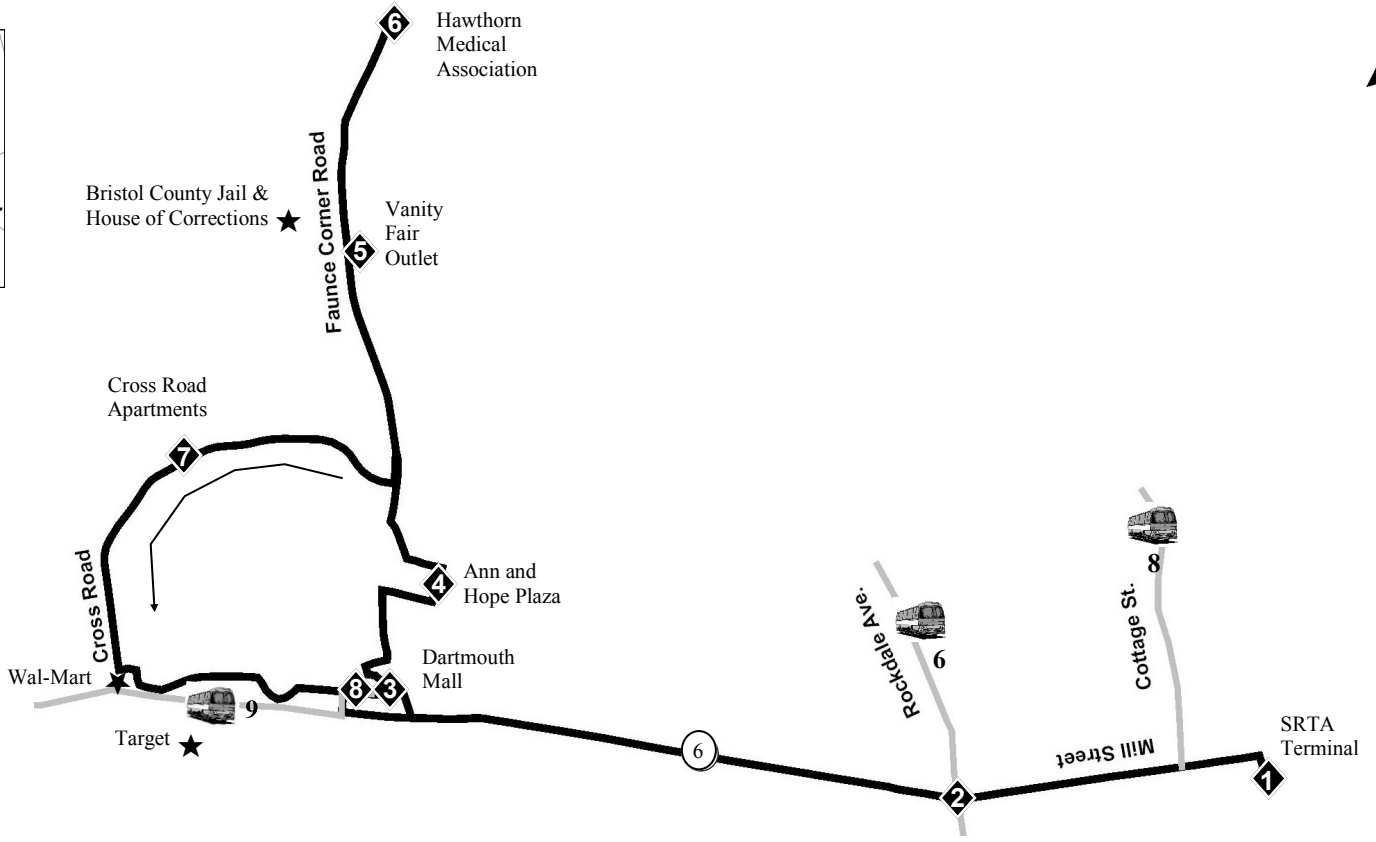 6
Hawthorn
Medical
Association
Faunce Corner Road
Bristol County Jail &
House of Corrections
Vanity
Fair
Outlet
5
Cross Road
Apartments
7
Cross Road
4
Ann and
Hope Plaza
Wal-Mart
Dartmouth
Mall
8
3
9
Target
6
Rockdale Ave.
6
8
Cottage St.
Mill Street
SRTA
Terminal
2
1